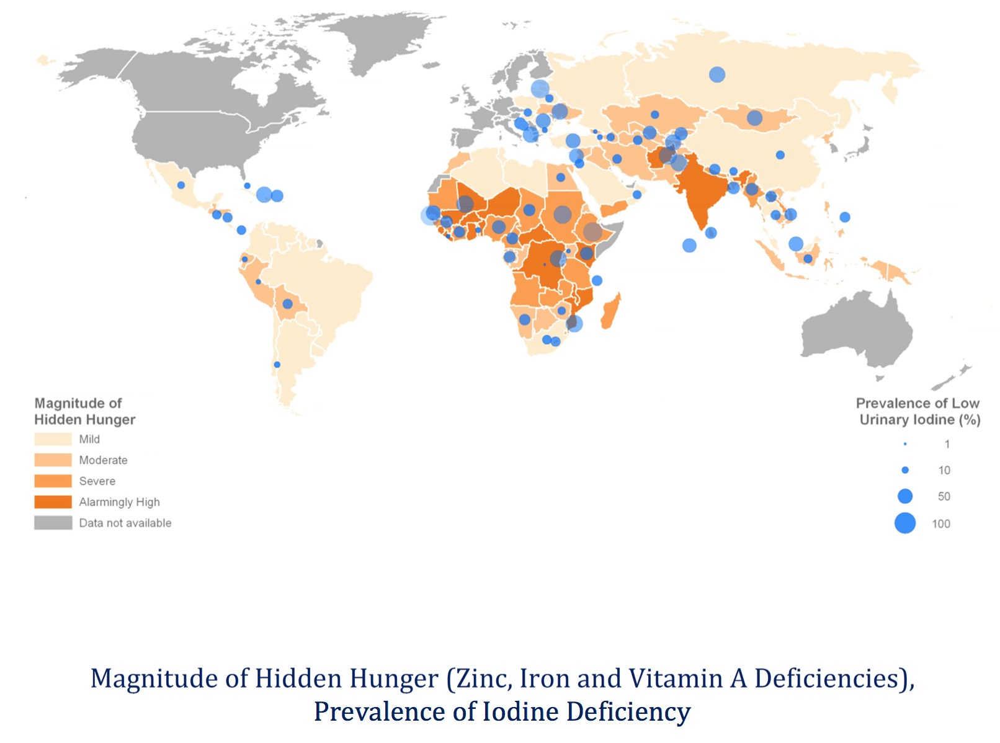 Magnitude of
Hidden Hunger
Mild
Moderate
Severe
Alarmingly High
Data not available
Prevalence of Low
Urinary Iodine (%)
1
10
50
100
Magnitude of Hidden Hunger (Zinc, Iron and Vitamin A Deficiencies),
Prevalence of Iodine Deficiency